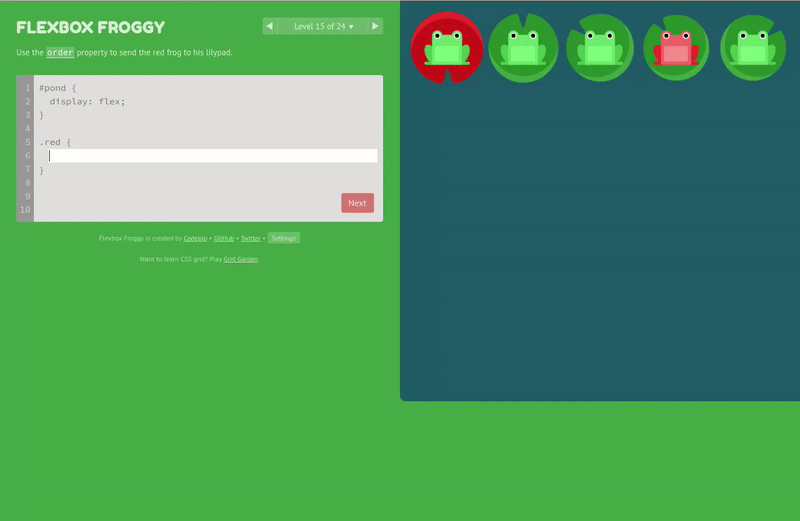 FLEXBOX FROGGY
◀ Level 15 of 24 ▼ ▶
Use the order property to send the red frog to his lilypad.
1 #pond {
2   display: flex;
3 }
4
5 .red {
6
7 }
8
9
10
Next
Flexbox Froggy is created by Codepip • GitHub • Twitter • Settings
Want to learn CSS grid? Play Grid Garden.